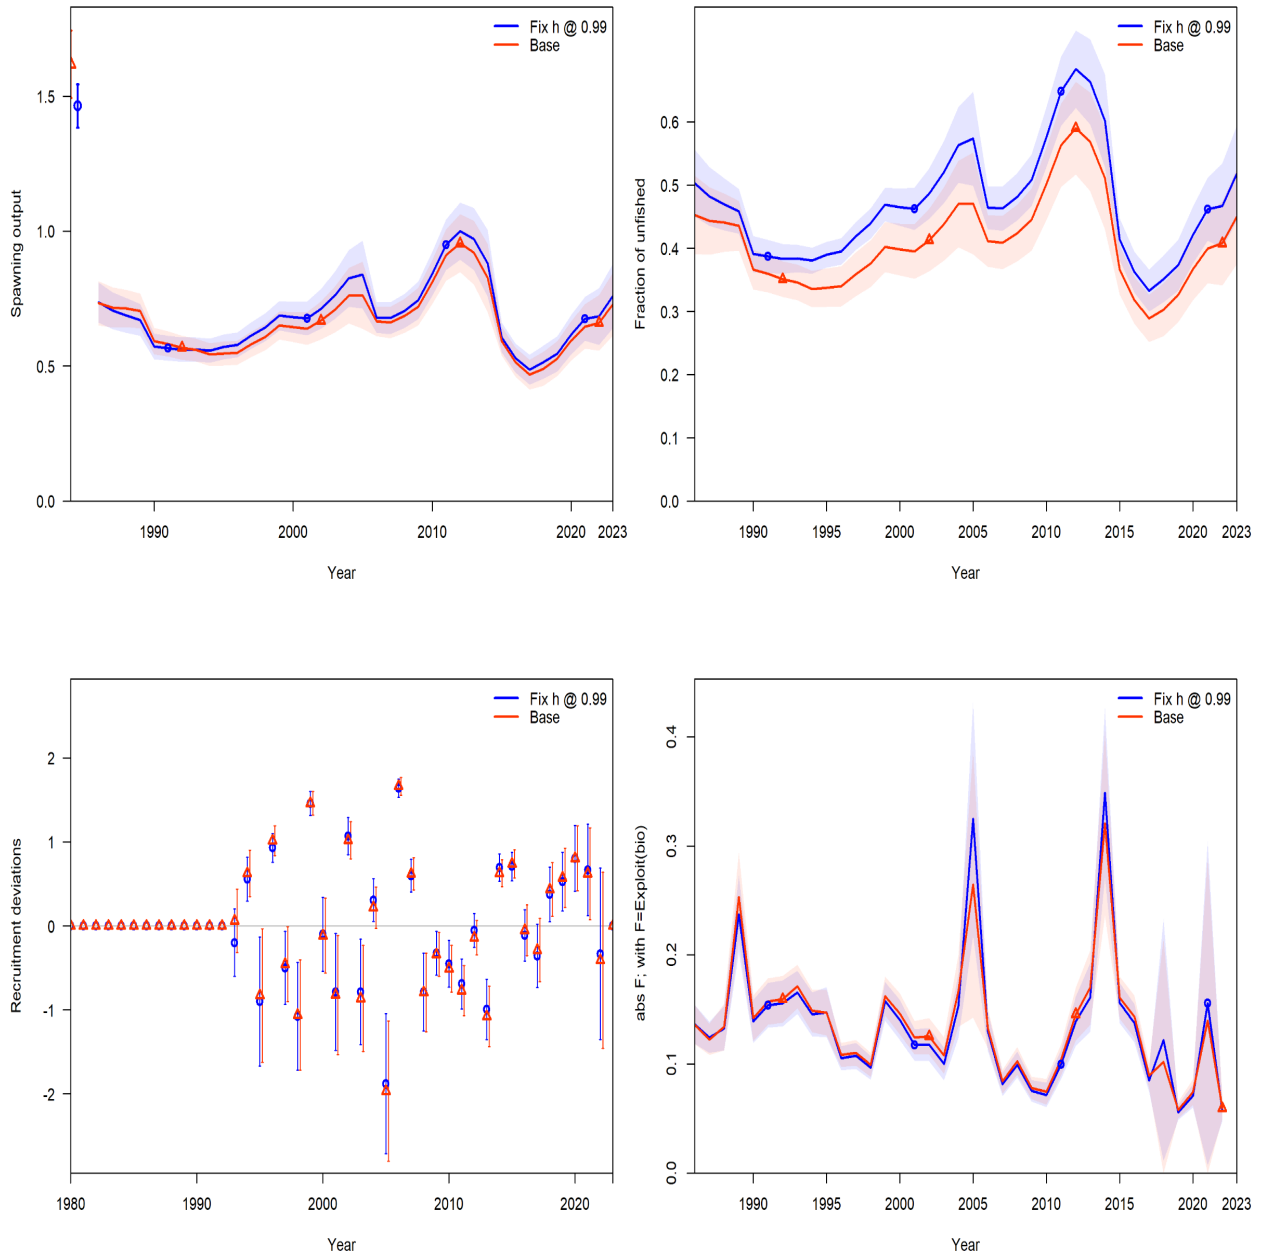 Fix h @ 0.99
Base
Spawning output
1.5
1.0
0.5
0.0
1990
2000
2010
2020
2023
Year
Fix h @ 0.99
Base
Fraction of unfished
0.6
0.5
0.4
0.3
0.2
0.1
0.0
1990
1995
2000
2005
2010
2015
2020
2023
Year
Fix h @ 0.99
Base
Recruitment deviations
2
1
0
-1
-2
1980
1990
2000
2010
2020
Year
Fix h @ 0.99
Base
abs F; with F=Exploit(bio)
0.4
0.3
0.2
0.1
0.0
1990
1995
2000
2005
2010
2015
2020
2023
Year